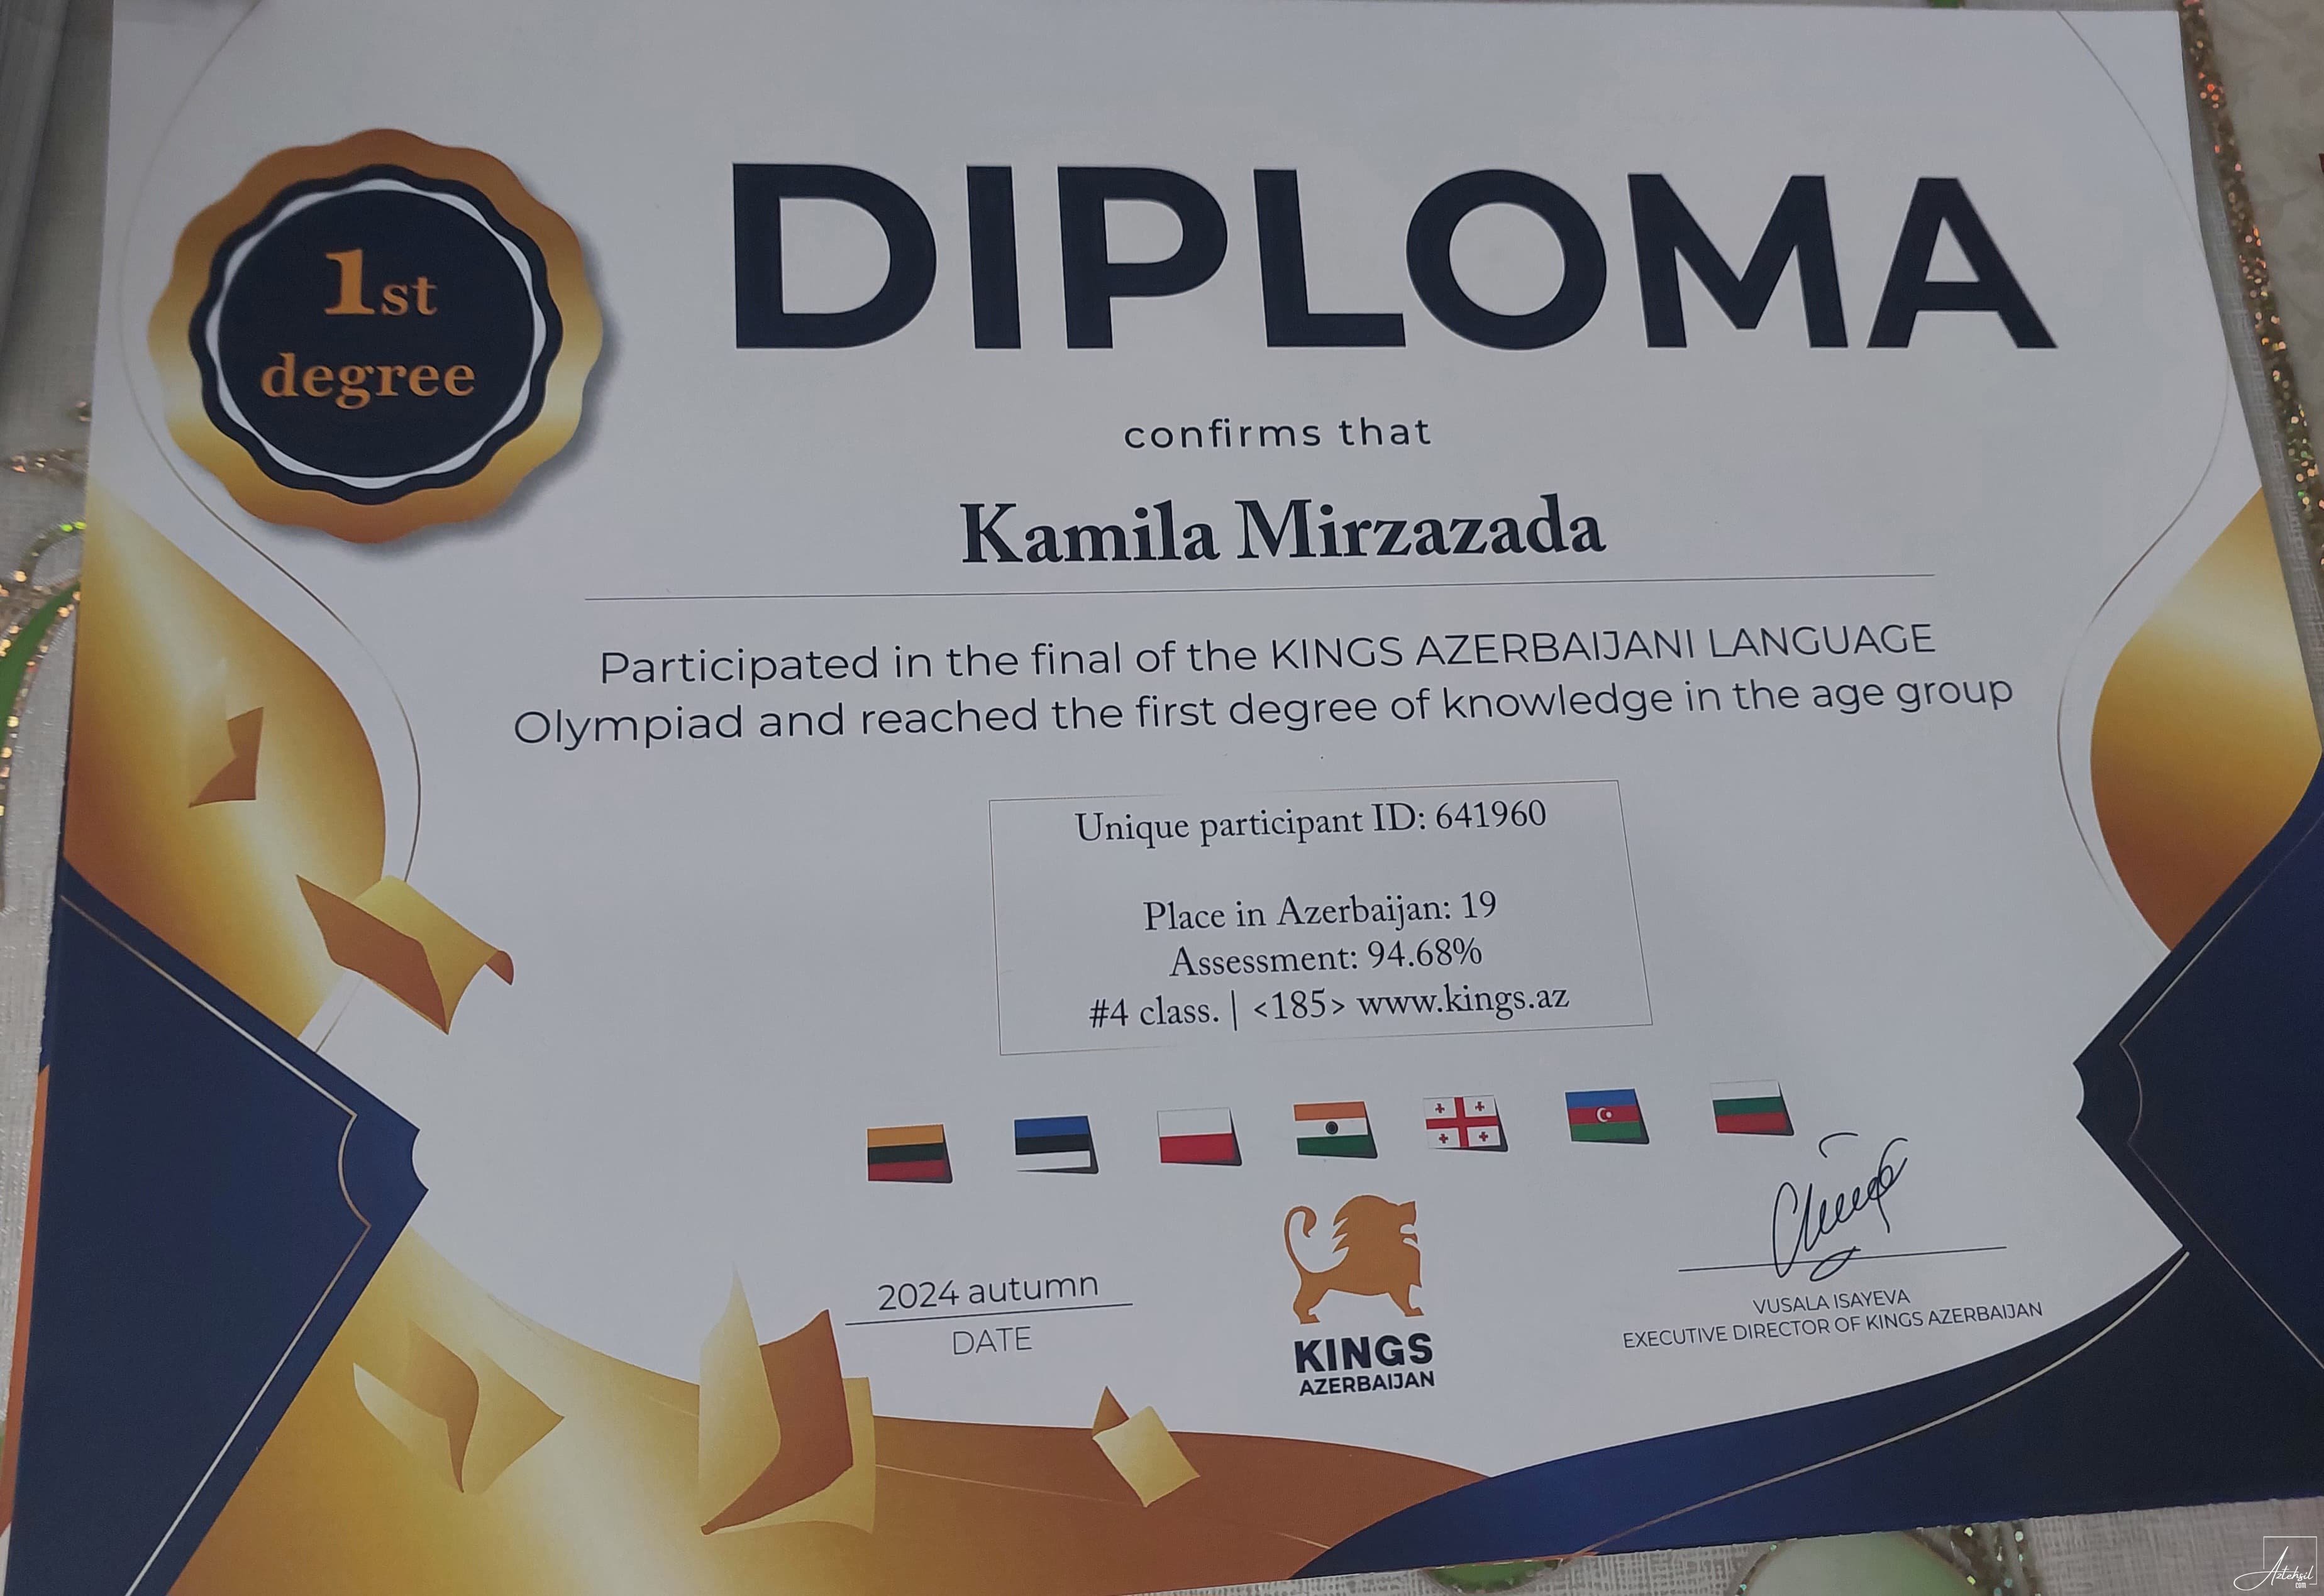 1st
degree
DIPLOMA
confirms that
Kamila Mirzazada
Participated in the final of the KINGS AZERBAIJANI LANGUAGE
Olympiad and reached the first degree of knowledge in the age group
Unique participant ID: 641960
Place in Azerbaijan: 19
Assessment: 94.68%
#4 class. | <185> www.kings.az
2024 autumn
DATE
KINGS
AZERBAIJAN
VUSALA ISAYEVA
EXECUTIVE DIRECTOR OF KINGS AZERBAIJAN
Aztehsil
com